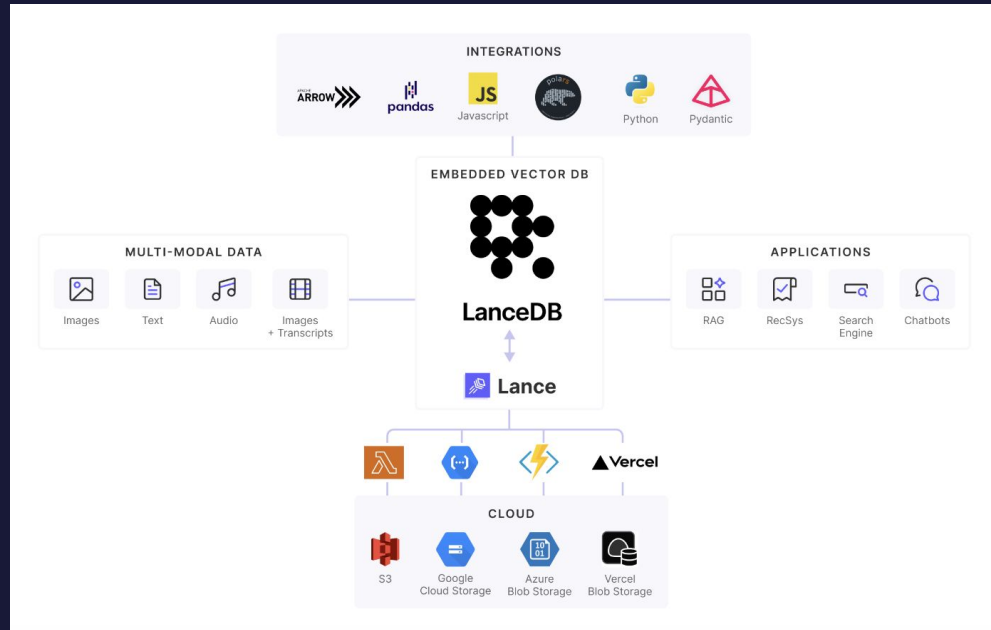 INTEGRATIONS
APACHE
ARROW
pandas
JS
Javascript
polars
Python
Pydantic
EMBEDDED VECTOR DB
LanceDB
Lance
MULTI-MODAL DATA
Images
Text
Audio
Images
+ Transcripts
APPLICATIONS
RAG
RecSys
Search
Engine
Chatbots
Vercel
CLOUD
S3
Google
Cloud Storage
10
01
Azure
Blob Storage
Vercel
Blob Storage